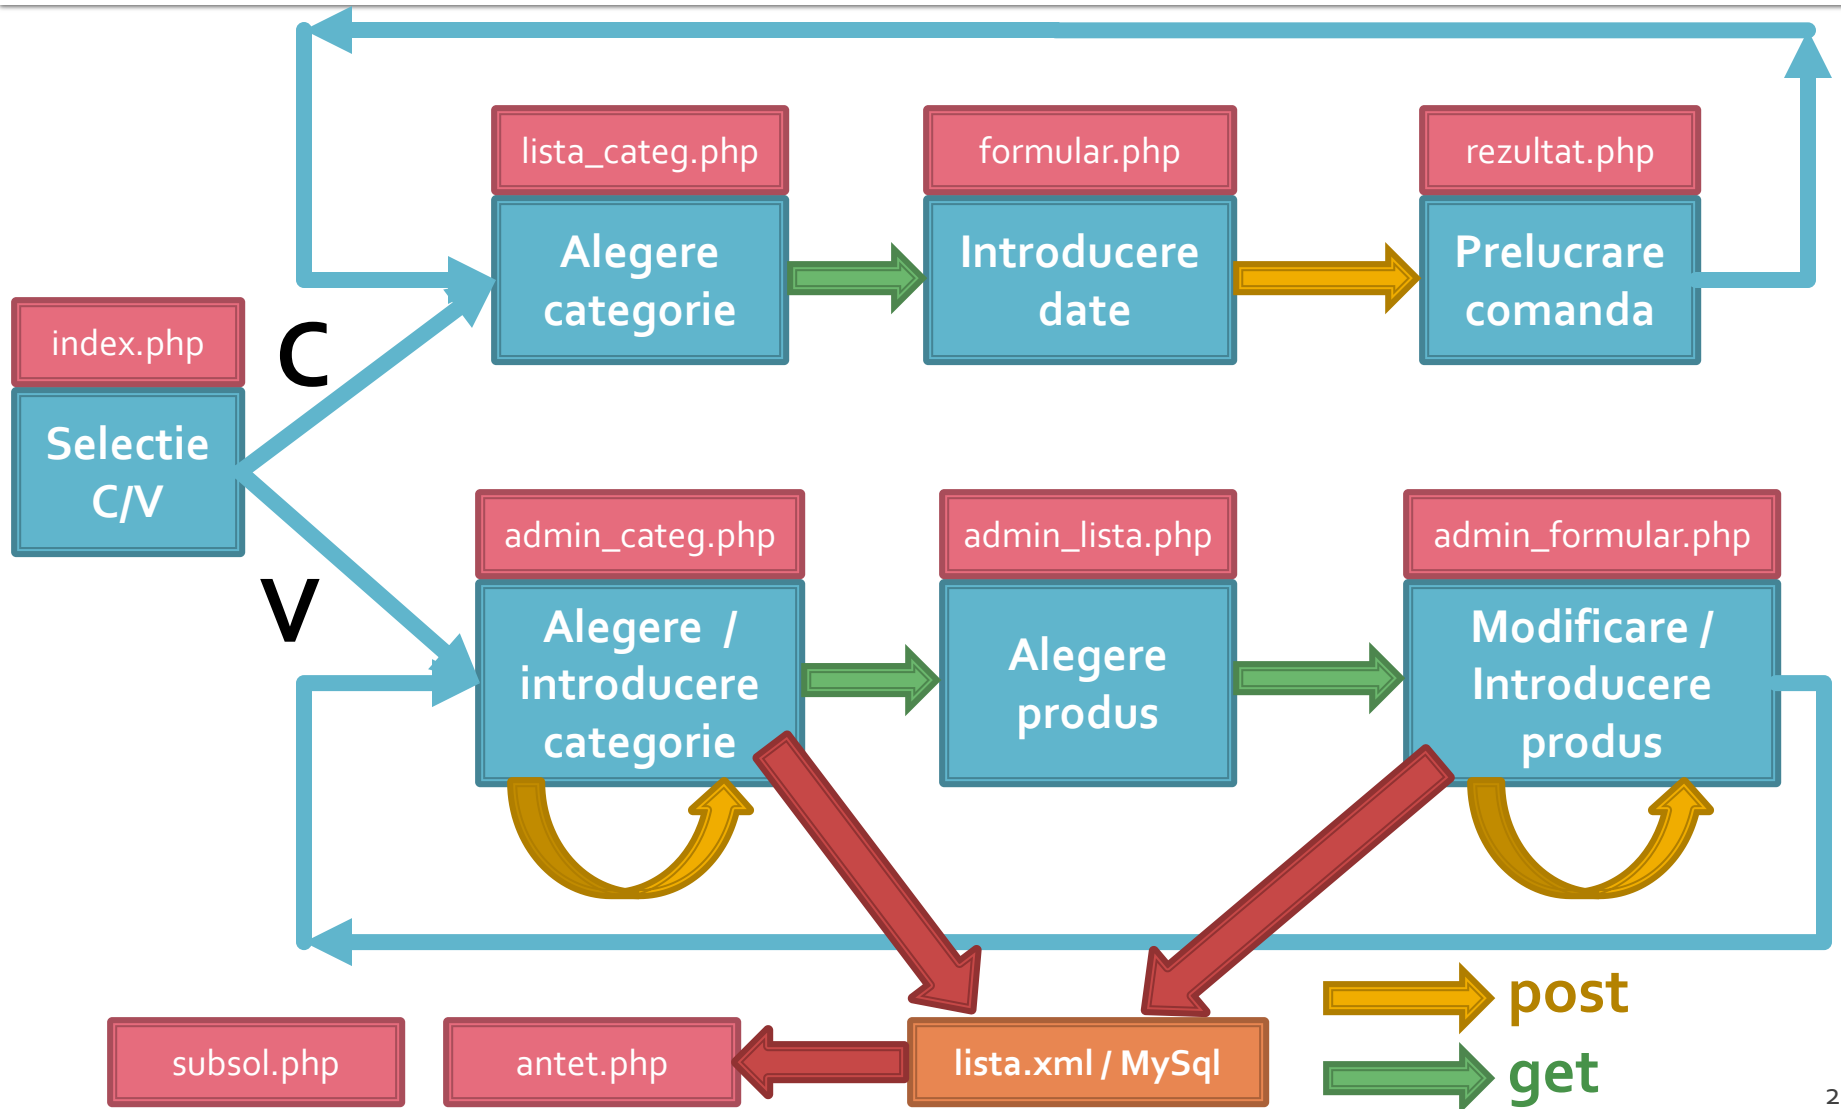 lista_categ.php
formular.php
rezultat.php
Alegere
categorie
Introducere
date
Prelucrare
comanda
index.php
C
Selectie
C/V
V
admin_categ.php
admin_lista.php
admin_formular.php
Alegere /
introducere
categorie
Alegere
produs
Modificare /
Introducere
produs
post
subsol.php
antet.php
lista.xml / MySql
get
2